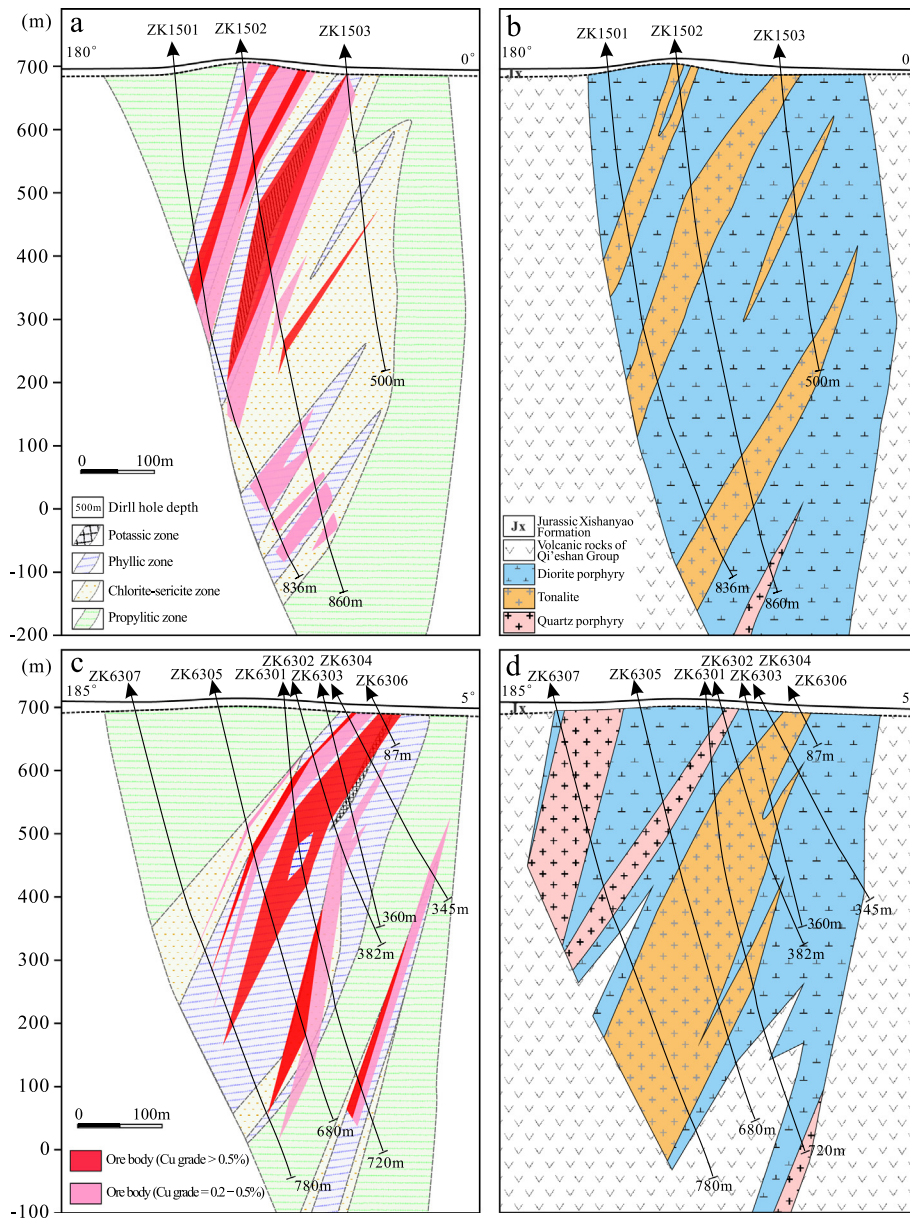 (m)
a
ZK1501
ZK1502
ZK1503
180°
0°
700
600
500
400
300
200
100
0
-100
-200
500m
836m
860m
0 100m
500m Dirll hole depth
Potassic zone
Phyllic zone
Chlorite-sericite zone
Propylitic zone
b
ZK1501
ZK1502
ZK1503
180°
0
Jx
500m
836m
860m
Jx Jurassic Xishanyao
Formation
Volcanic rocks of
Qi'eshan Group
Diorite porphyry
Tonalite
Quartz porphyry
(m)
c
ZK6307
ZK6305
ZK6301
ZK6302
ZK6303
ZK6304
ZK6306
185°
5°
700
600
500
400
300
200
100
0
-100
87m
345m
360m
382m
680m
720m
780m
0 100m
Ore body (Cu grade > 0.5%)
Ore body (Cu grade = 0.2 – 0.5%)
d
ZK6307
ZK6305
ZK6301
ZK6302
ZK6303
ZK6304
ZK6306
185°
5
Jx
87m
345m
360m
382m
680m
720m
780m